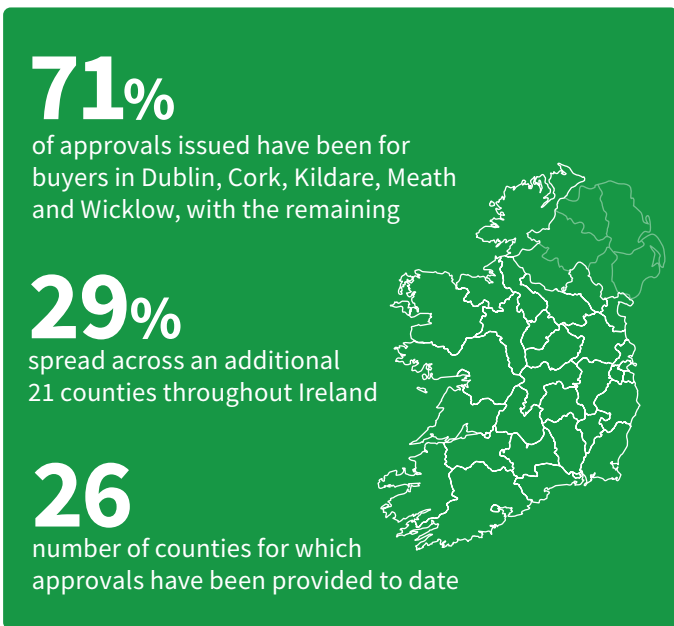 71%
of approvals issued have been for
buyers in Dublin, Cork, Kildare, Meath
and Wicklow, with the remaining
29%
spread across an additional
21 counties throughout Ireland
26
number of counties for which
approvals have been provided to date